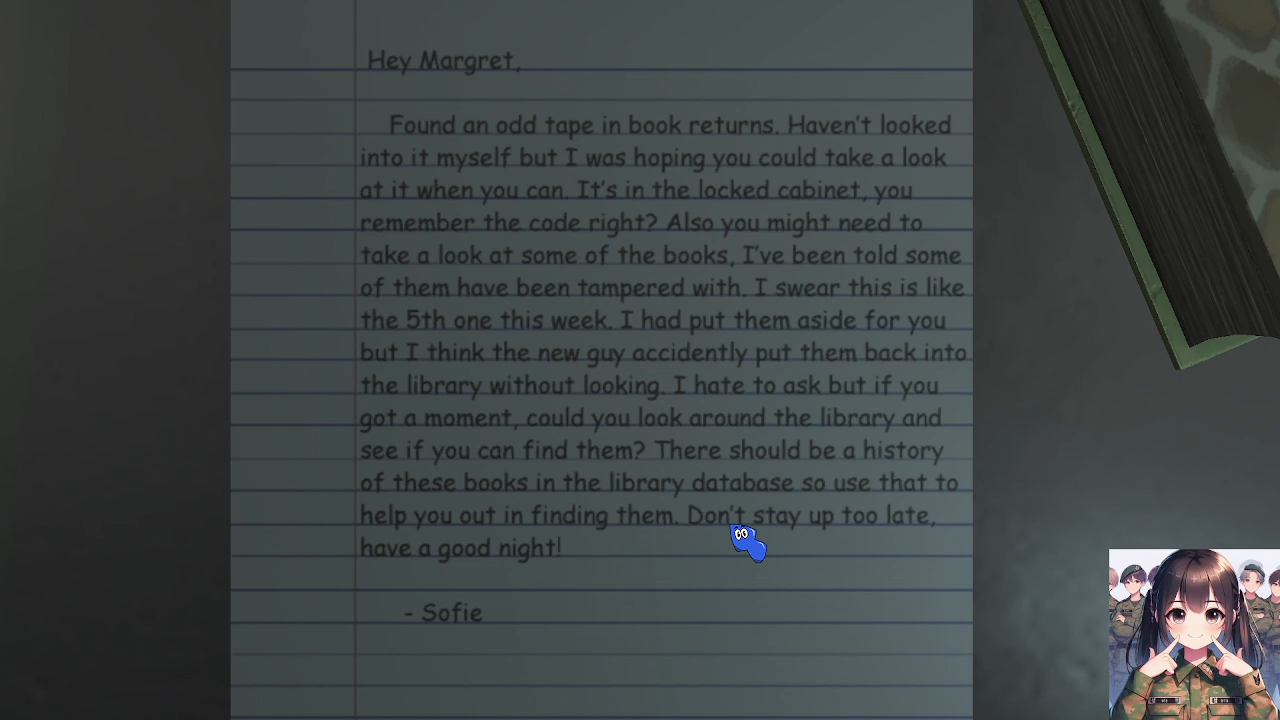 Hey Margret,
Found an odd tape in book returns. Haven't looked
into it myself but I was hoping you could take a look
at it when you can. It's in the locked cabinet, you
remember the code right? Also you might need to
take a look at some of the books, I've been told some
of them have been tampered with. I swear this is like
the 5th one this week. I had put them aside for you
but I think the new guy accidently put them back into
the library without looking. I hate to ask but if you
got a moment, could you look around the library and
see if you can find them? There should be a history
of these books in the library database so use that to
help you out in finding them. Don't stay up too late,
have a good night!
- Sofie